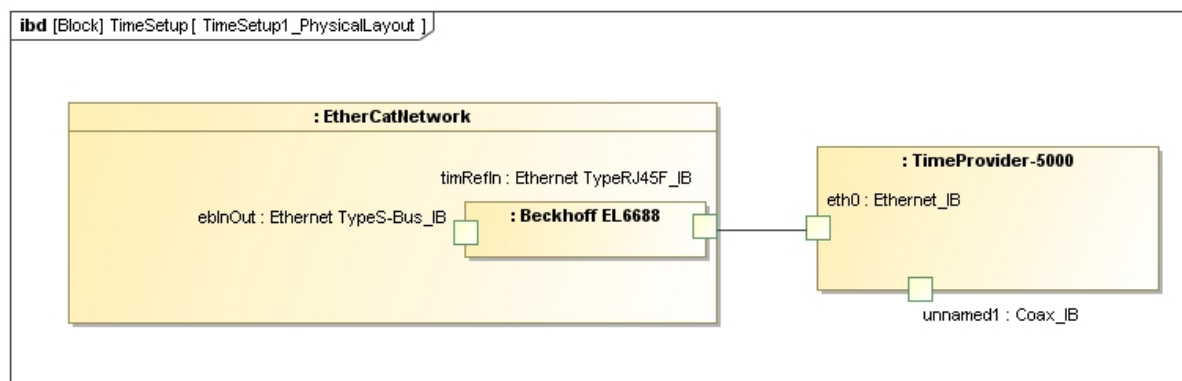 ibd [Block] TimeSetup [ TimeSetup1_PhysicalLayout ]
: EtherCatNetwork
: TimeProvider-5000
timRefIn : Ethernet TypeRJ45F_IB
eth0 : Ethernet_IB
ebInOut : Ethernet TypeS-Bus_IB
: Beckhoff EL6688
unnamed1 : Coax_IB